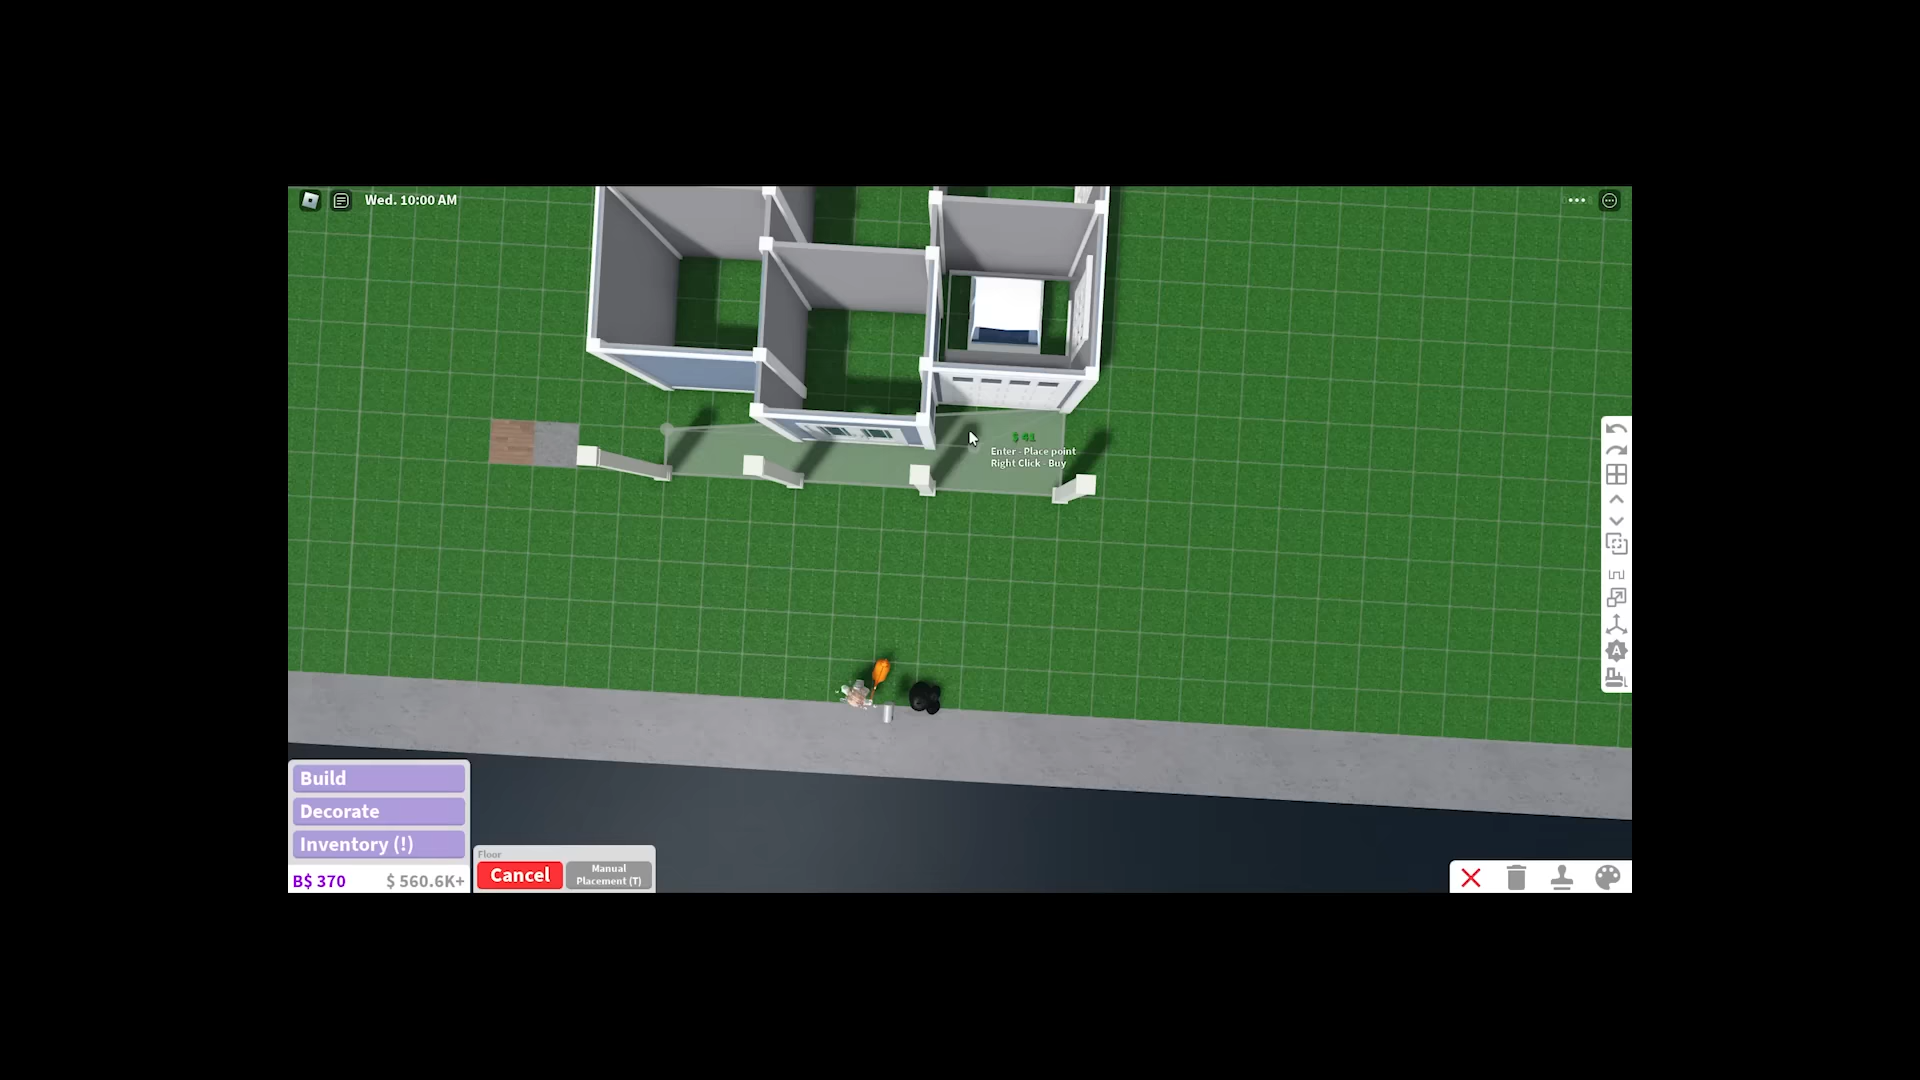 Wed. 10:00 AM
$ 41
Enter - Place point
Right Click - Buy
Build
Decorate
Inventory (!)
B$ 370
$ 560.6K+
Floor
Cancel
Manual
Placement (T)
A